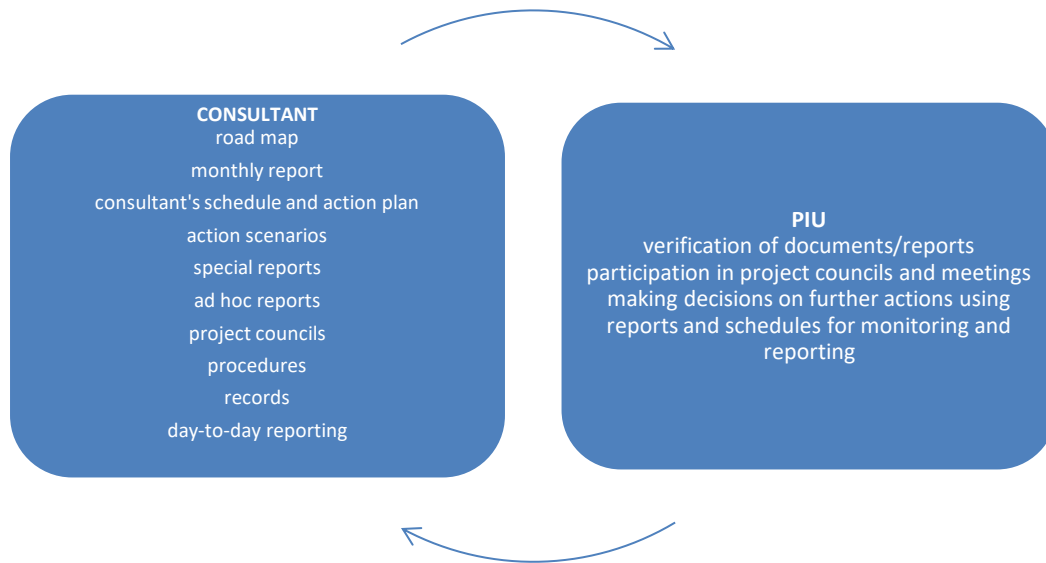 CONSULTANT
road map
monthly report
consultant's schedule and action plan
action scenarios
special reports
ad hoc reports
project councils
procedures
records
day-to-day reporting
PIU
verification of documents/reports
participation in project councils and meetings
making decisions on further actions using
reports and schedules for monitoring and
reporting